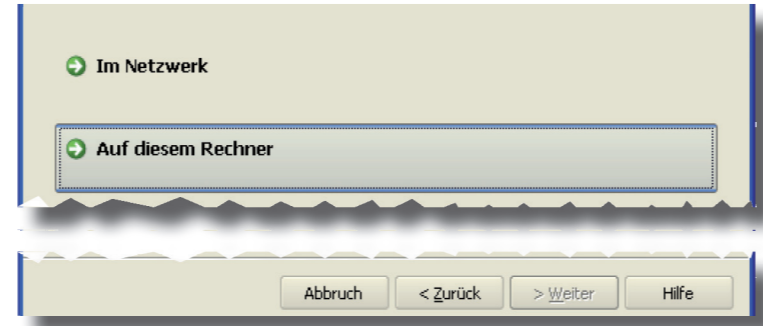 Im Netzwerk
Auf diesem Rechner
Abbruch < Zurück > Weiter Hilfe